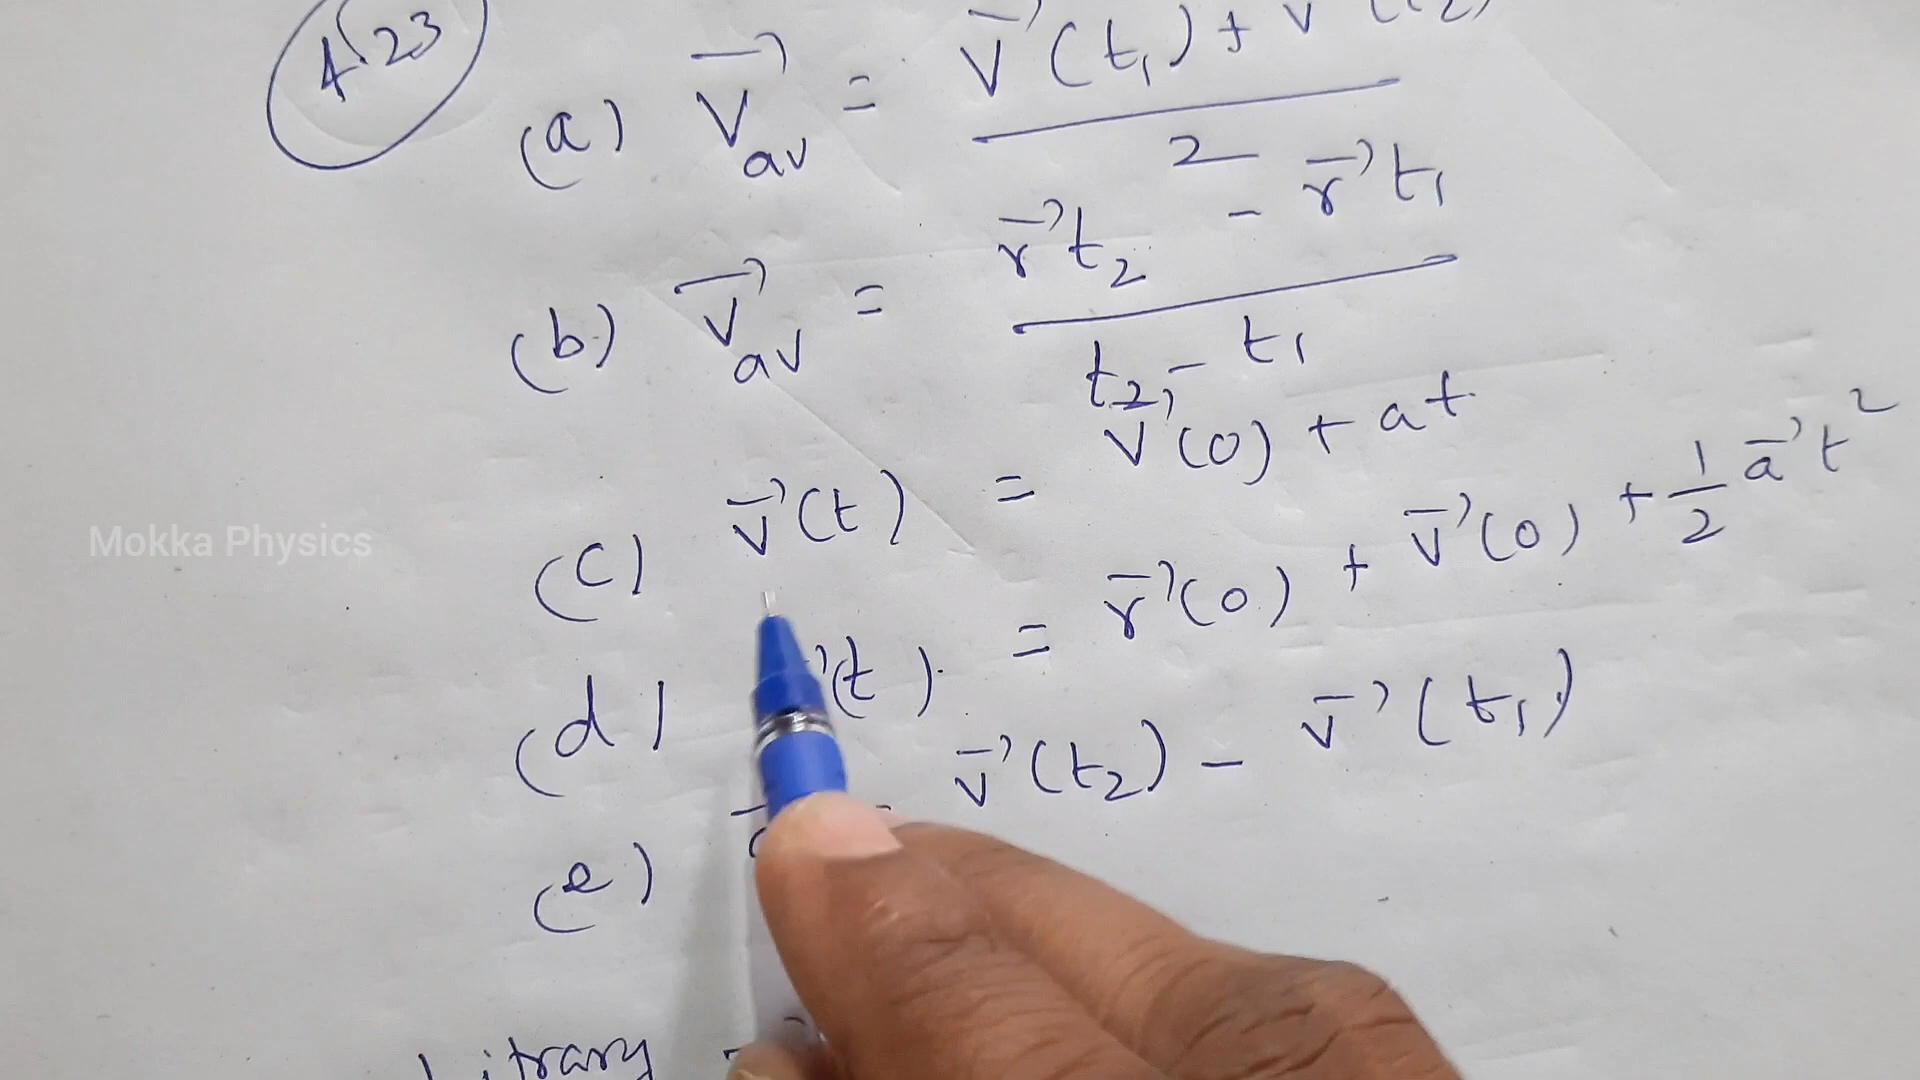 4.23
(a) v⃗av = (v⃗(t₁) + v⃗(t₂)) / 2
(b) v⃗av = (r⃗t₂ - r⃗t₁) / (t₂ - t₁)
(c) v⃗(t) = v⃗(0) + at
(d) (t) = r⃗(0) + v⃗(0) + 1/2 a⃗t²
(e) v⃗(t₂) - v⃗(t₁)
Mokka Physics